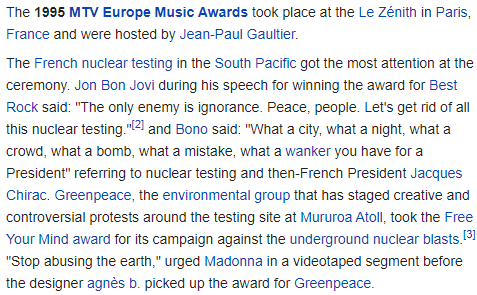 The 1995 MTV Europe Music Awards took place at the Le Zénith in Paris,
France and were hosted by Jean-Paul Gaultier.
The French nuclear testing in the South Pacific got the most attention at the
ceremony. Jon Bon Jovi during his speech for winning the award for Best
Rock said: "The only enemy is ignorance. Peace, people. Let's get rid of all
this nuclear testing."[2] and Bono said: "What a city, what a night, what a
crowd, what a bomb, what a mistake, what a wanker you have for a
President" referring to nuclear testing and then-French President Jacques
Chirac. Greenpeace, the environmental group that has staged creative and
controversial protests around the testing site at Mururoa Atoll, took the Free
Your Mind award for its campaign against the underground nuclear blasts.[3]
"Stop abusing the earth," urged Madonna in a videotaped segment before
the designer agnès b. picked up the award for Greenpeace.